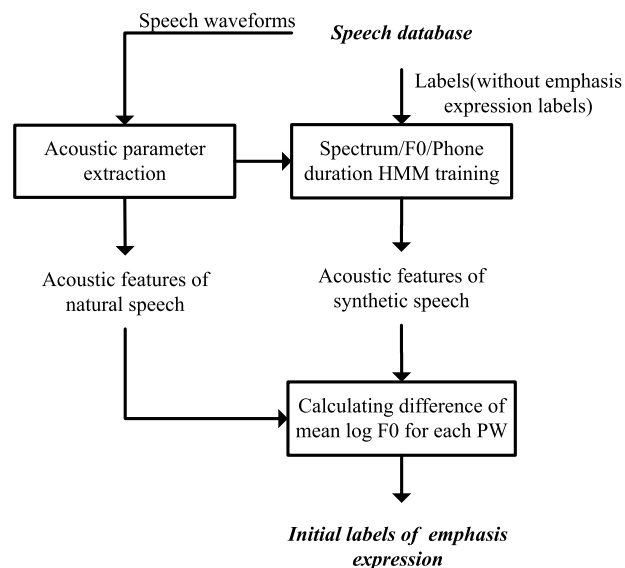 Speech waveforms
Speech database
Labels(without emphasis
expression labels)
Acoustic parameter
extraction
Spectrum/F0/Phone
duration HMM training
Acoustic features of
natural speech
Acoustic features of
synthetic speech
Calculating difference of
mean log F0 for each PW
Initial labels of emphasis
expression